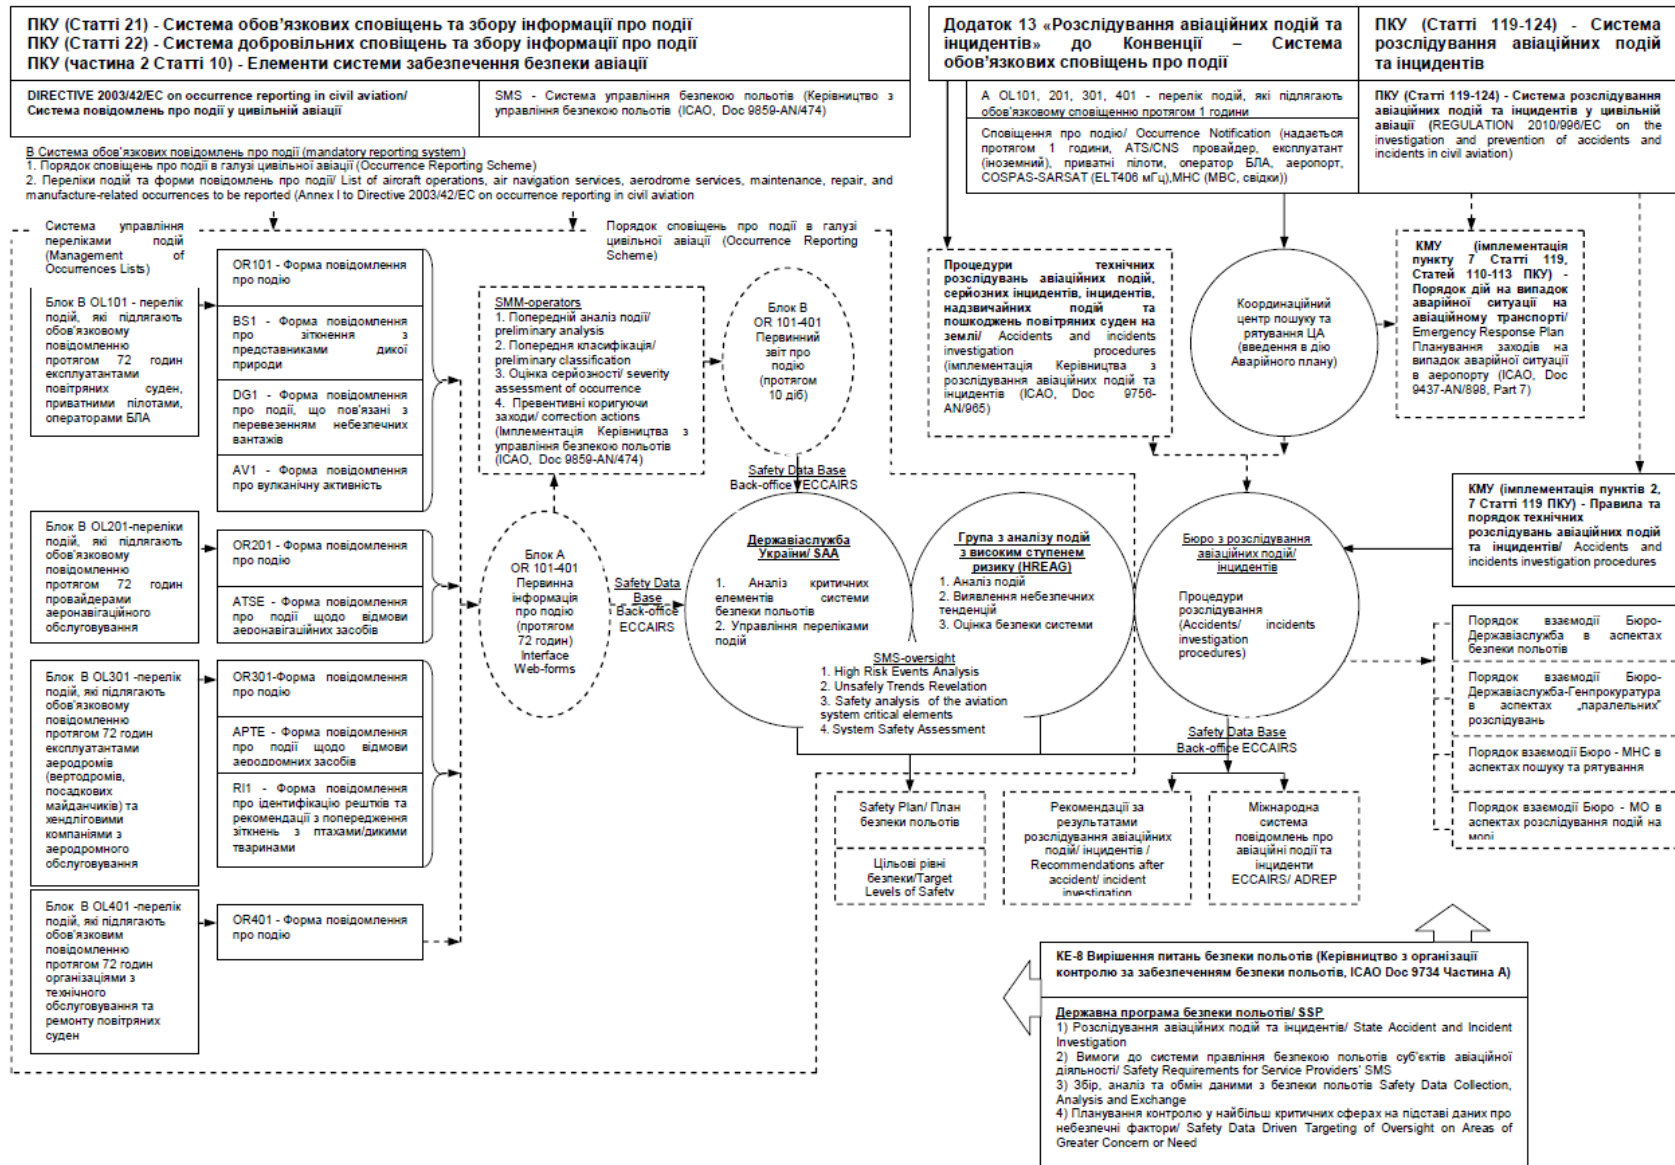 ПКУ (Статті 21) - Система обов’язкових сповіщень та збору інформації про події
ПКУ (Статті 22) - Система добровільних сповіщень та збору інформації про події
ПКУ (частина 2 Статті 10) - Елементи системи забезпечення безпеки авіації
DIRECTIVE 2003/42/EC on occurrence reporting in civil aviation/
Система повідомлень про події у цивільній авіації
SMS - Система управління безпекою польотів (Керівництво з
управління безпекою польотів (ICAO, Doc 9859-AN/474)
Додаток 13 «Розслідування авіаційних подій та
інцидентів» до Конвенції – Система
обов’язкових сповіщень про події
ПКУ (Статті 119-124) - Система
розслідування авіаційних подій
та інцидентів
А OL101, 201, 301, 401 - перелік подій, які підлягають
обов’язковому сповіщенню протягом 1 години
Сповіщення про подію/ Occurrence Notification (надається
протягом 1 години, ATS/CNS провайдер, експлуатант
(іноземний), приватні пілоти, оператор БЛА, аеропорт,
COSPAS-SARSAT (ELT406 мГц),МНС (МВС, свідки))
ПКУ (Статті 119-124) - Система розслідування
авіаційних подій та інцидентів у цивільній
авіації (REGULATION 2010/996/EC on the
investigation and prevention of accidents and
incidents in civil aviation)
В Система обов’язкових повідомлень про події (mandatory reporting system)
1. Порядок сповіщень про події в галузі цивільної авіації (Occurrence Reporting Scheme)
2. Переліки подій та форми повідомлень про події/ List of aircraft operations, air navigation services, aerodrome services, maintenance, repair, and
manufacture-related occurrences to be reported (Annex I to Directive 2003/42/EC on occurrence reporting in civil aviation
Система управління
переліками подій
(Management of
Occurrences Lists)
Порядок сповіщень про події в галузі
цивільної авіації (Occurrence Reporting
Scheme)
Блок В OL101 - перелік
подій, які підлягають
обов’язковому
повідомленню
протягом 72 годин
експлуатантами
повітряних суден,
приватними пілотами,
операторами БЛА
OR101 - Форма повідомлення
про подію
BS1 - Форма повідомлення
про зіткнення з
представниками дикої
природи
DG1 - Форма повідомлення
про події, що пов’язані з
перевезенням небезпечних
вантажів
AV1 - Форма повідомлення
про вулканічну активність
Блок В OL201-переліки
подій, які підлягають
обов’язковому
повідомленню
протягом 72 годин
провайдерами
аеронавігаційного
обслуговування
OR201 - Форма повідомлення
про подію
ATSE - Форма повідомлення
про події щодо відмови
аеронавігаційних засобів
Блок В OL301 -перелік
подій, які підлягають
обов’язковому
повідомленню
протягом 72 годин
експлуатантами
аеродромів
(вертодромів,
посадкових
майданчиків) та
хендлінговими
компаніями з
аеродромного
обслуговування
OR301-Форма повідомлення
про подію
APTE - Форма повідомлення
про події щодо відмови
аеродромних засобів
RI1 - Форма повідомлення
про ідентифікацію рештків та
рекомендації з попередження
зіткнень з птахами/дикими
тваринами
Блок В OL401 -перелік
подій, які підлягають
обов’язковим
повідомленню
протягом 72 годин
організаціями з
технічного
обслуговування та
ремонту повітряних
суден
OR401 - Форма повідомлення
про подію
SMM-operators
1. Попередній аналіз події/
preliminary analysis
2. Попередня класифікація/
preliminary classification
3. Оцінка серйозності/ severity
assessment of occurrence
4. Превентивні коригуючи
заходи/ correction actions
(Імплементація Керівництва з
управління безпекою польотів
(ICAO, Doc 9859-AN/474)
Блок В
OR 101-401
Первинний
звіт про
подію
(протягом
10 діб)
Блок А
OR 101-401
Первинна
інформація
про подію
(протягом
72 годин)
Interface
Web-forms
Safety Data
Base
Back-office
ECCAIRS
Safety Data Base
Back-office ECCAIRS
Державіаслужба
України/ SAA
1. Аналіз критичних
елементів системи
безпеки польотів
2. Управління переліками
подій
Група з аналізу подій
з високим ступенем
ризику (HREAG)
1. Аналіз подій
2. Виявлення небезпечних
тенденцій
3. Оцінка безпеки системи
SMS-oversight
1. High Risk Events Analysis
2. Unsafely Trends Revelation
3. Safety analysis of the aviation
system critical elements
4. System Safety Assessment
Процедури технічних
розслідувань авіаційних подій,
серйозних інцидентів, інцидентів,
надзвичайних подій та
пошкоджень повітряних суден на
землі/ Accidents and incidents
investigation procedures
(імплементація Керівництва з
розслідування авіаційних подій та
інцидентів (ICAO, Doc 9756-
AN/965)
Координаційний
центр пошуку та
рятування ЦА
(введення в дію
Аварійного плану)
КМУ (імплементація
пункту 7 Статті 119,
Статей 110-113 ПКУ) -
Порядок дій на випадок
аварійної ситуації на
авіаційному транспорті/
Emergency Response Plan
Планування заходів на
випадок аварійної ситуації
в аеропорту (ICAO, Doc
9437-AN/898, Part 7)
Бюро з розслідування
авіаційних подій/
інцидентів
Процедури
розслідування
(Accidents/ incidents
investigation
procedures)
КМУ (імплементація пунктів 2,
7 Статті 119 ПКУ) - Правила та
порядок технічних
розслідувань авіаційних подій
та інцидентів/ Accidents and
incidents investigation procedures
Порядок взаємодії Бюро-
Державіаслужба в аспектах
безпеки польотів
Порядок взаємодії Бюро-
Державіаслужба-Генпрокуратура
в аспектах „паралельних”
розслідувань
Порядок взаємодії Бюро - МНС в
аспектах пошуку та рятування
Порядок взаємодії Бюро - МО в
аспектах розслідування подій на
морі
Safety Data Base
Back-office ECCAIRS
Safety Plan/ План
безпеки польотів
Цільові рівні
безпеки/Target
Levels of Safety
Рекомендації за
результатами
розслідування авіаційних
подій/ інцидентів /
Recommendations after
accident/ incident
investigation
Міжнародна
система
повідомлень про
авіаційні події та
інциденти
ECCAIRS/ ADREP
КЕ-8 Вирішення питань безпеки польотів (Керівництво з організації
контролю за забезпеченням безпеки польотів, ICAO Doc 9734 Частина А)
Державна програма безпеки польотів/ SSP
1) Розслідування авіаційних подій та інцидентів/ State Accident and Incident
Investigation
2) Вимоги до системи правління безпекою польотів суб’єктів авіаційної
діяльності/ Safety Requirements for Service Providers’ SMS
3) Збір, аналіз та обмін даними з безпеки польотів Safety Data Collection,
Analysis and Exchange
4) Планування контролю у найбільш критичних сферах на підставі даних про
небезпечні фактори/ Safety Data Driven Targeting of Oversight on Areas of
Greater Concern or Need